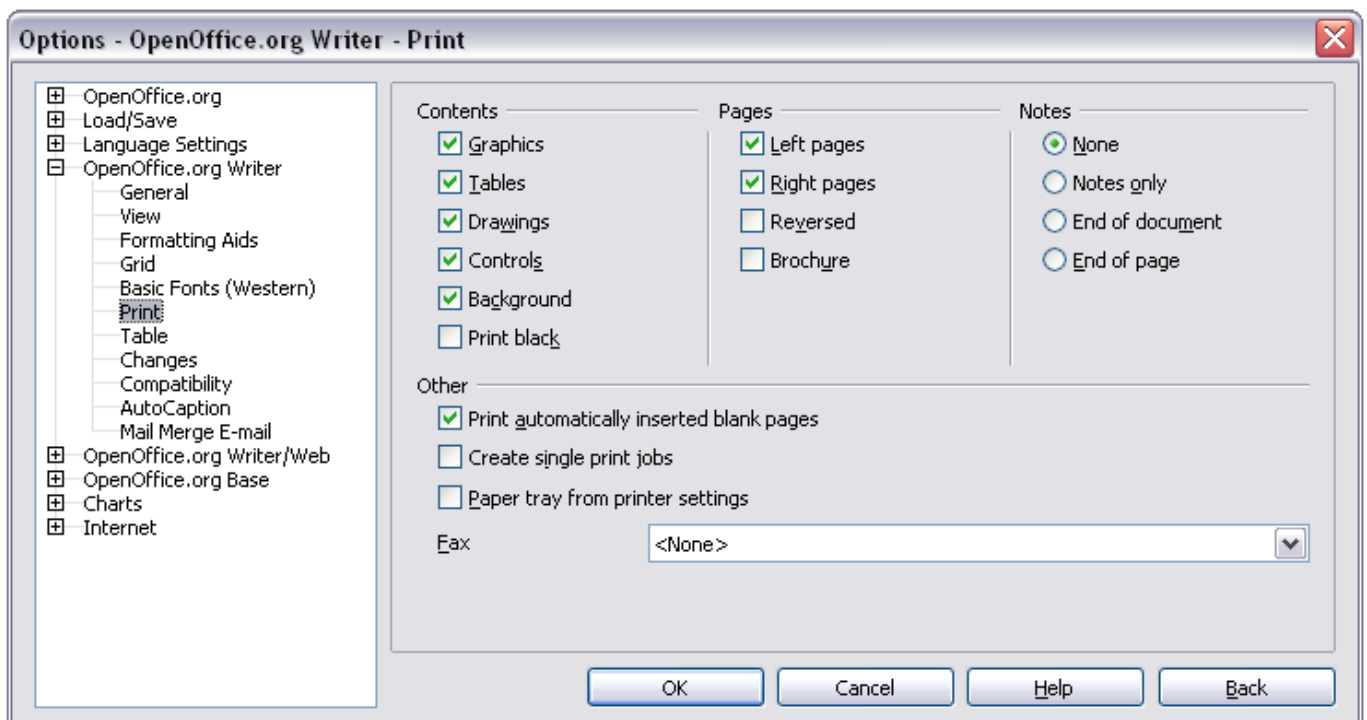 Options - OpenOffice.org Writer - Print
OpenOffice.org
Load/Save
Language Settings
OpenOffice.org Writer
General
View
Formatting Aids
Grid
Basic Fonts (Western)
Print
Table
Changes
Compatibility
AutoCaption
Mail Merge E-mail
OpenOffice.org Writer/Web
OpenOffice.org Base
Charts
Internet
Contents
Graphics
Tables
Drawings
Controls
Background
Print black
Pages
Left pages
Right pages
Reversed
Brochure
Notes
None
Notes only
End of document
End of page
Other
Print automatically inserted blank pages
Create single print jobs
Paper tray from printer settings
Fax <None>
OK Cancel Help Back